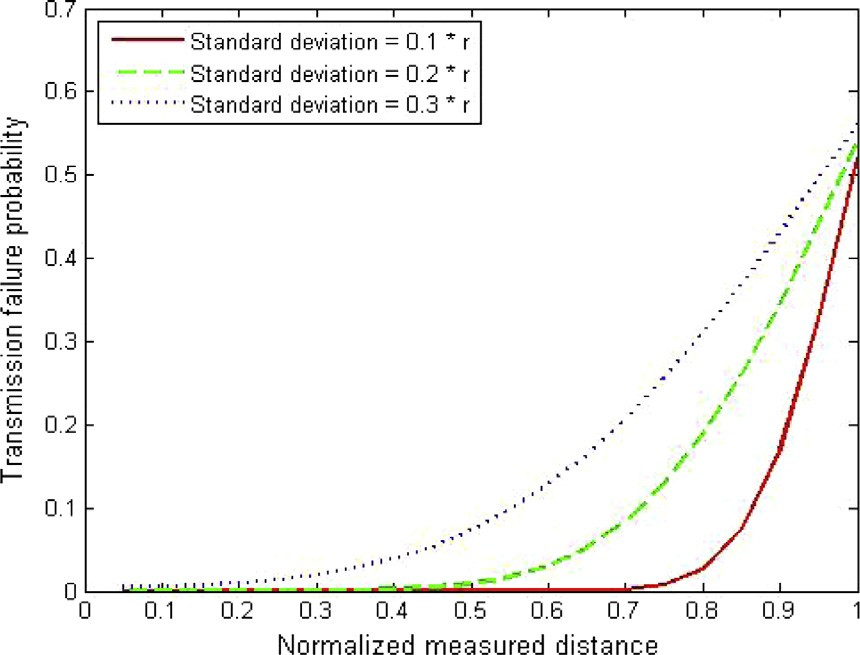 Transmission failure probability
0.7
0.6
0.5
0.4
0.3
0.2
0.1
0
Standard deviation = 0.1 * r
Standard deviation = 0.2 * r
Standard deviation = 0.3 * r
0 0.1 0.2 0.3 0.4 0.5 0.6 0.7 0.8 0.9 1
Normalized measured distance